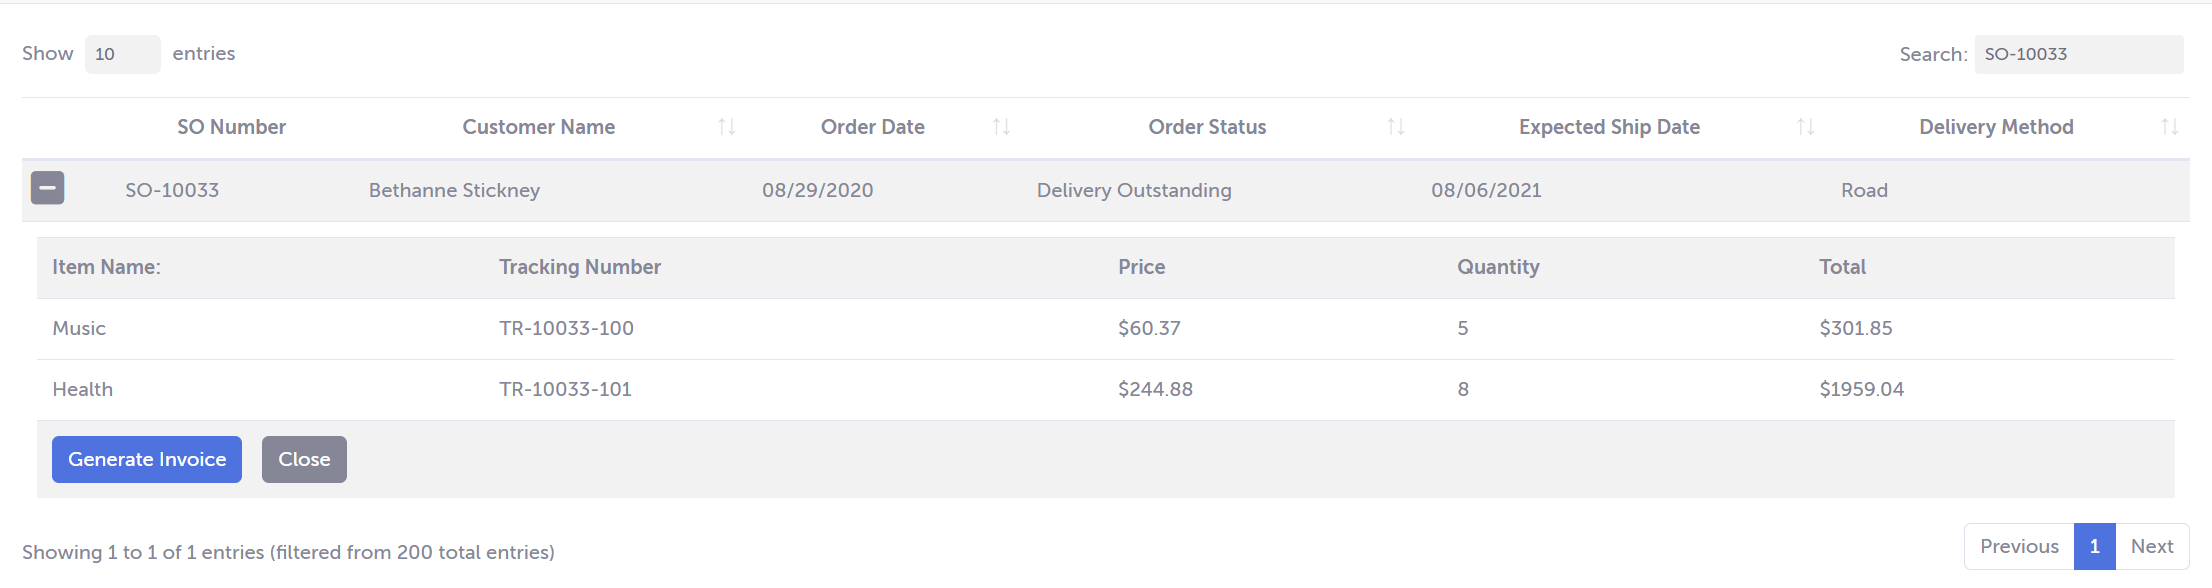 Show 10 entries Search: SO-10033
SO Number Customer Name Order Date Order Status Expected Ship Date Delivery Method
SO-10033 Bethanne Stickney 08/29/2020 Delivery Outstanding 08/06/2021 Road
Item Name: Tracking Number Price Quantity Total
Music TR-10033-100 $60.37 5 $301.85
Health TR-10033-101 $244.88 8 $1959.04
Generate Invoice Close
Showing 1 to 1 of 1 entries (filtered from 200 total entries) Previous 1 Next